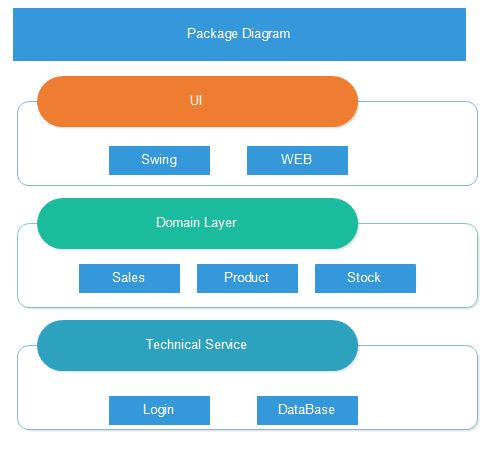 Package Diagram
UI
Swing WEB
Domain Layer
Sales Product Stock
Technical Service
Login DataBase